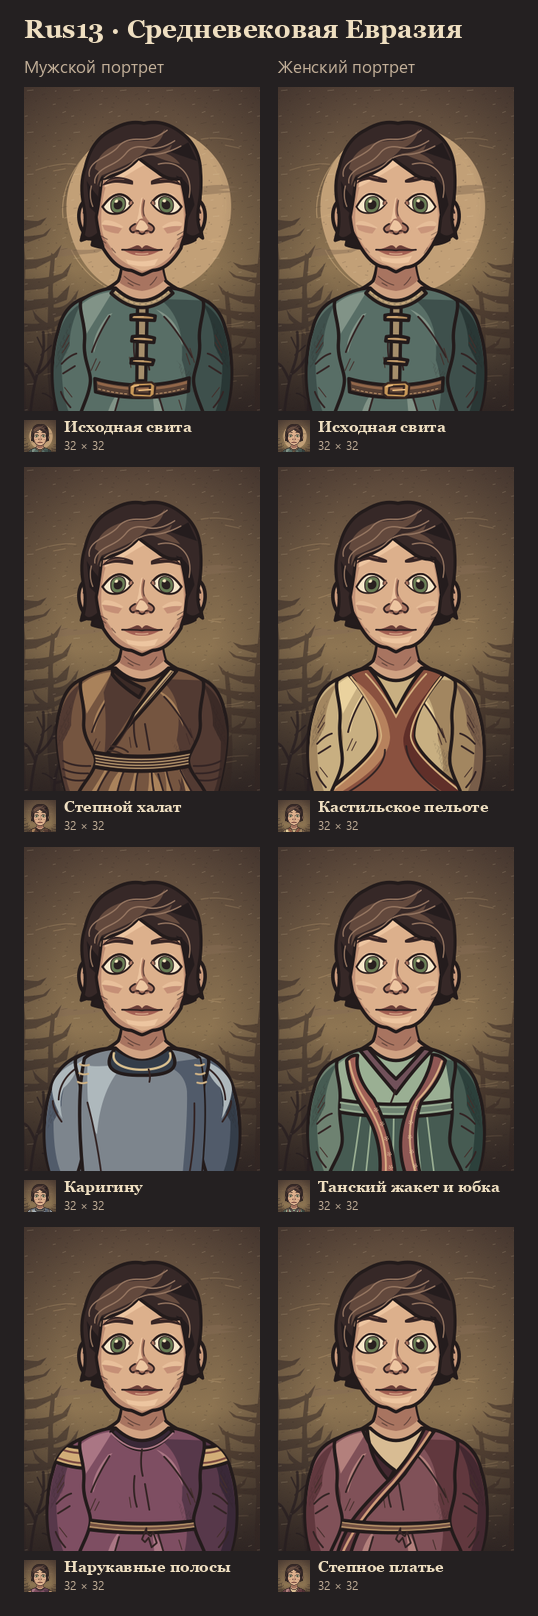 Rus13 · Средневековая Евразия
Мужской портрет
Женский портрет
Исходная свита
32 × 32
Исходная свита
32 × 32
Степной халат
32 × 32
Кастильское пельоте
32 × 32
Каригину
32 × 32
Танский жакет и юбка
32 × 32
Нарукавные полосы
32 × 32
Степное платье
32 × 32